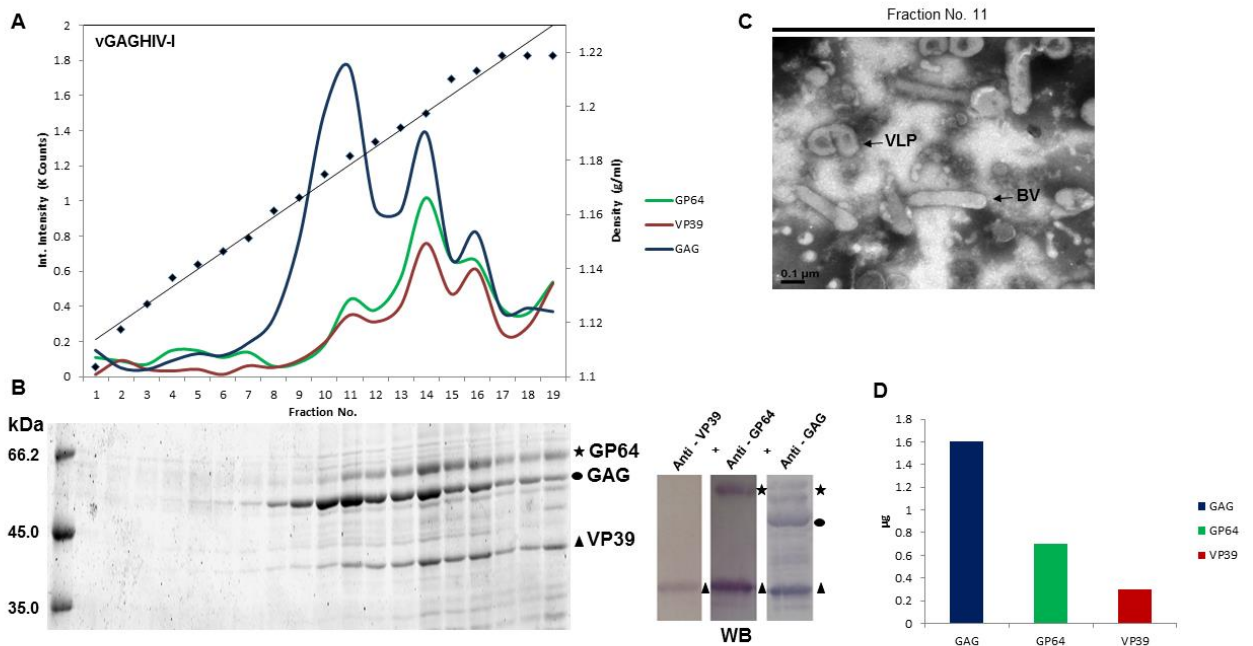 A
vGAGHIV-I
2
1.8
1.6
1.4
1.2
1
0.8
0.6
0.4
0.2
0
Int. Intensity (K Counts)
1.22
1.2
1.18
1.16
1.14
1.12
1.1
Density (g/ml)
1 2 3 4 5 6 7 8 9 10 11 12 13 14 15 16 17 18 19
Fraction No.
GP64
VP39
GAG
C
Fraction No. 11
VLP
BV
0.1 µm
B
kDa
66.2
45.0
35.0
★ GP64
● GAG
▲ VP39
Anti - VP39
+
Anti - GP64
+
Anti - GAG
WB
D
1.8
1.6
1.4
1.2
1
0.8
0.6
0.4
0.2
0
µg
GAG GP64 VP39
GAG
GP64
VP39